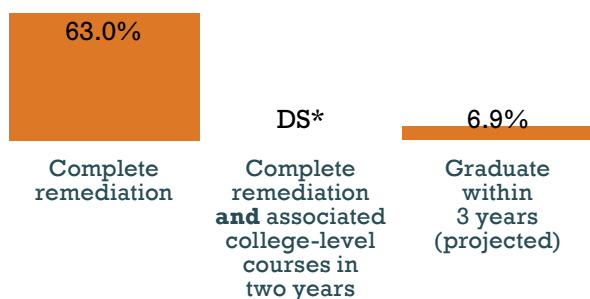 63.0%
DS*
6.9%
Complete
remediation
Complete
remediation
and associated
college-level
courses in
two years
Graduate
within
3 years
(projected)